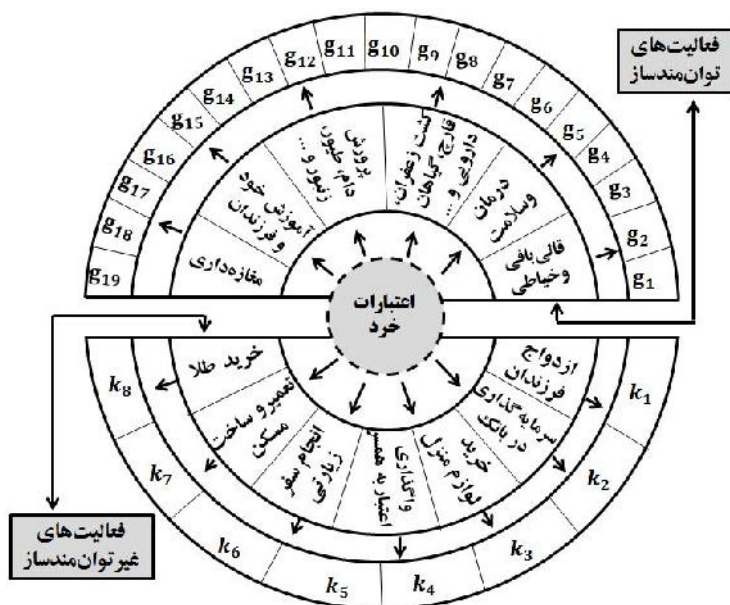 فعالیت‌های
توان‌مندساز
g1
g2
g3
g4
g5
g6
g7
g8
g9
g10
g11
g12
g13
g14
g15
g16
g17
g18
g19
قالی‌بافی
وخیاطی
درمان
وسلامت
کشت زعفران،
قارچ، گیاهان
دارویی و ...
پرورش
دام، طیور،
زنبور و ...
آموزش خود
و فرزندان
مغازه‌داری
اعتبارات
خرد
ازدواج
فرزندان
سرمایه‌گذاری
در بانک
خرید
لوازم منزل
واگذاری
اعتبار به همسر
انجام سفر
زیارتی
تعمیر و ساخت
مسکن
خرید طلا
k1
k2
k3
k4
k5
k6
k7
k8
فعالیت‌های
غیرتوان‌مندساز